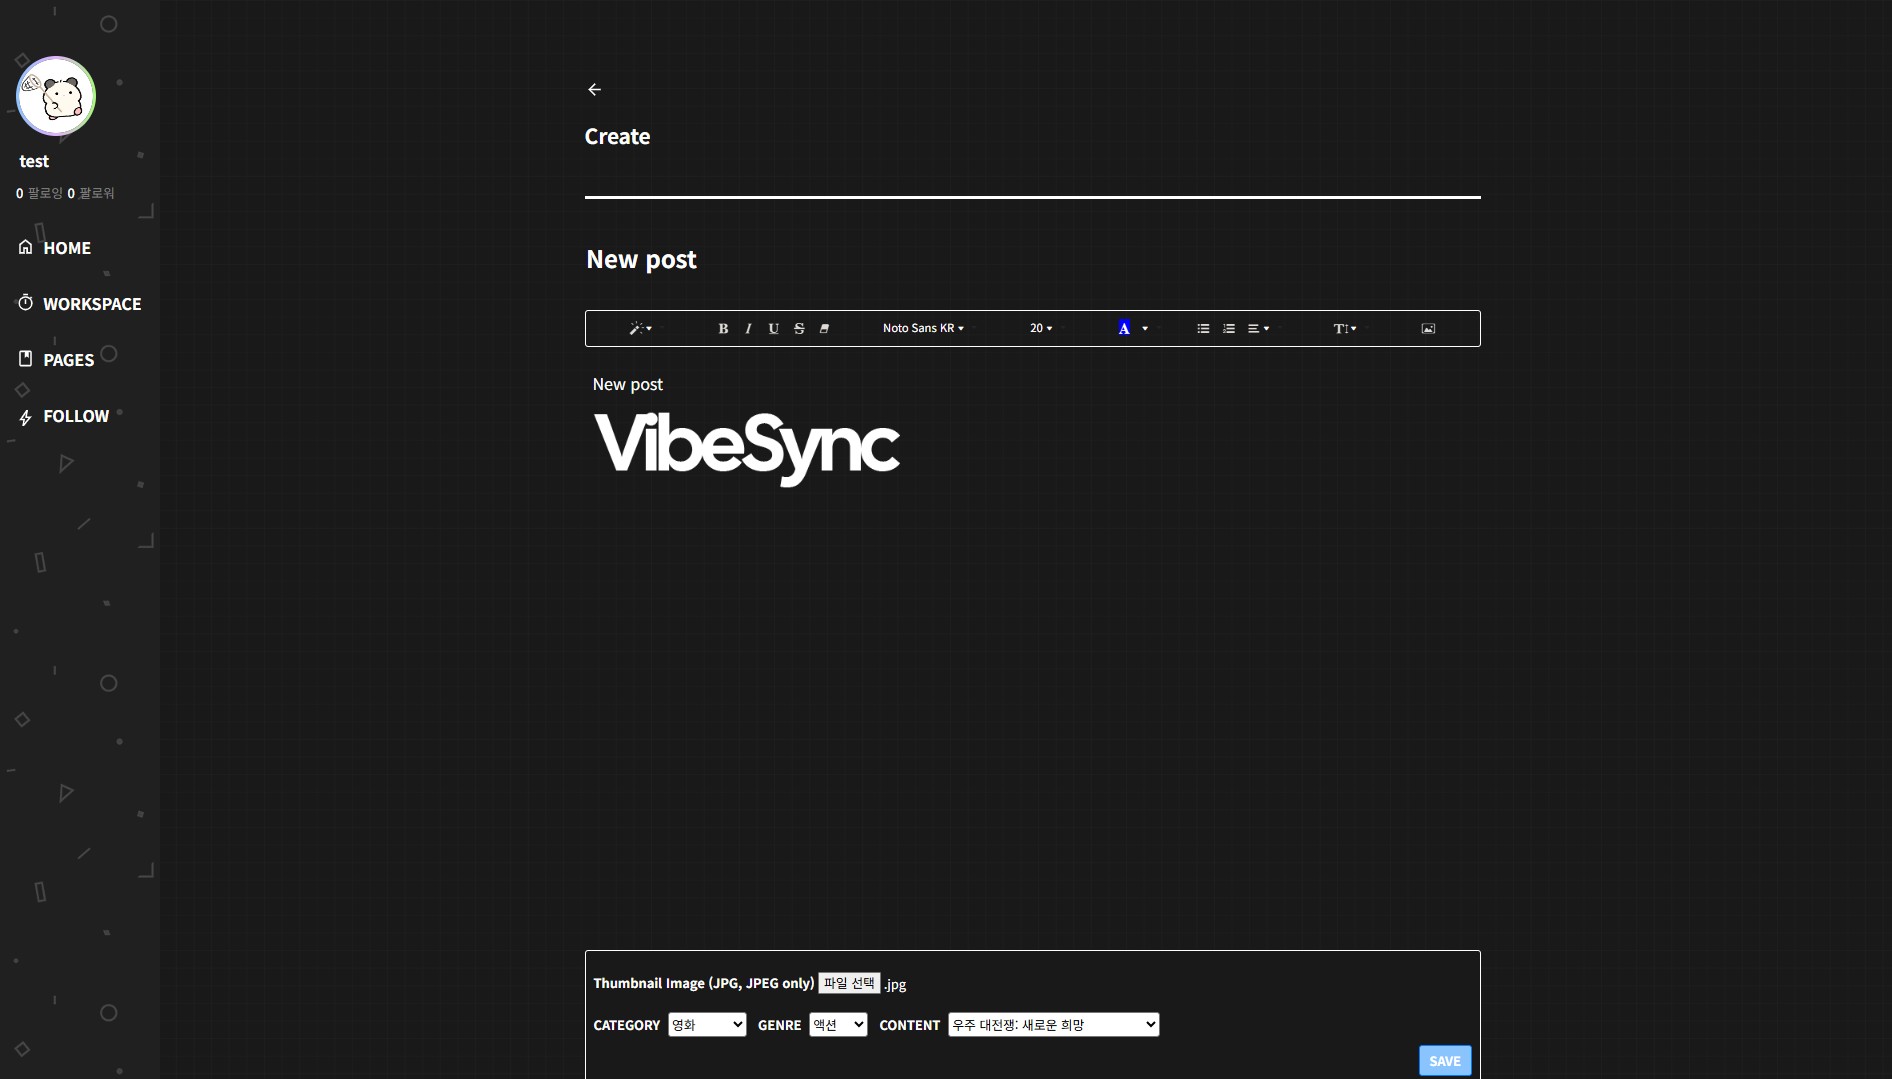 test
0 팔로잉 0 팔로워
HOME
WORKSPACE
PAGES
FOLLOW
Create
New post
B I U S Noto Sans KR 20 A T
New post
VibeSync
Thumbnail Image (JPG, JPEG only) 파일 선택 .jpg
CATEGORY 영화 GENRE 액션 CONTENT 우주 대전쟁: 새로운 희망
SAVE